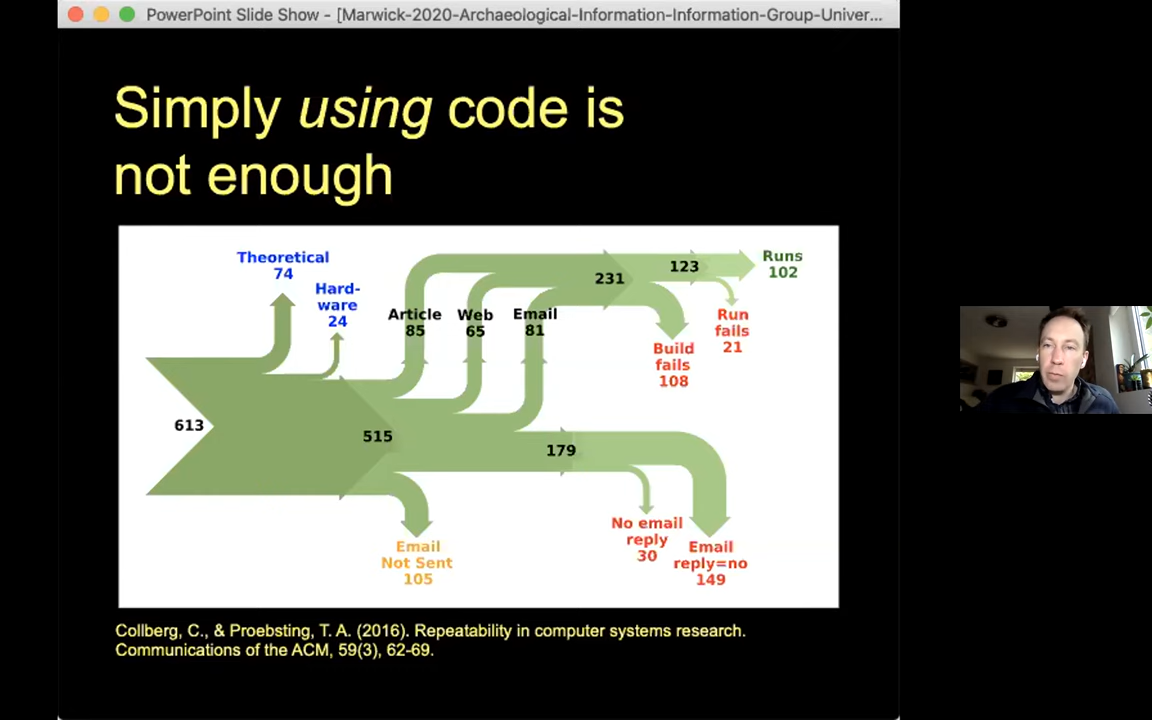 PowerPoint Slide Show - [Marwick-2020-Archaeological-Information-Information-Group-Univer...
Simply using code is
not enough
Theoretical
74
Hard-
ware
24
Article
85
Web
65
Email
81
231
123
Runs
102
Run
fails
21
Build
fails
108
613
515
179
Email
Not Sent
105
No email
reply
30
Email
reply=no
149
Collberg, C., & Proebsting, T. A. (2016). Repeatability in computer systems research.
Communications of the ACM, 59(3), 62-69.